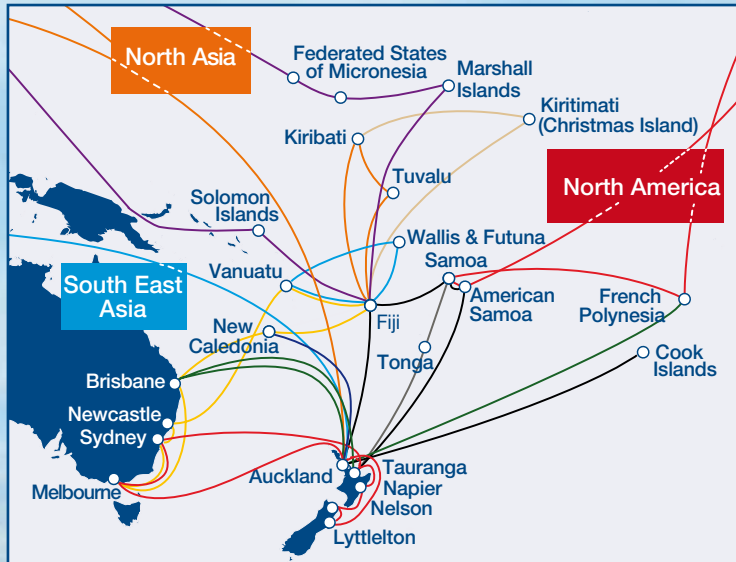 North Asia
Federated States
of Micronesia
Marshall
Islands
Kiritimati
(Christmas Island)
Kiribati
Tuvalu
North America
Solomon
Islands
Wallis & Futuna
Samoa
Vanuatu
South East
Asia
American
Samoa
French
Polynesia
Fiji
New
Caledonia
Tonga
Cook
Islands
Brisbane
Newcastle
Sydney
Auckland
Tauranga
Melbourne
Napier
Nelson
Lyttlelton